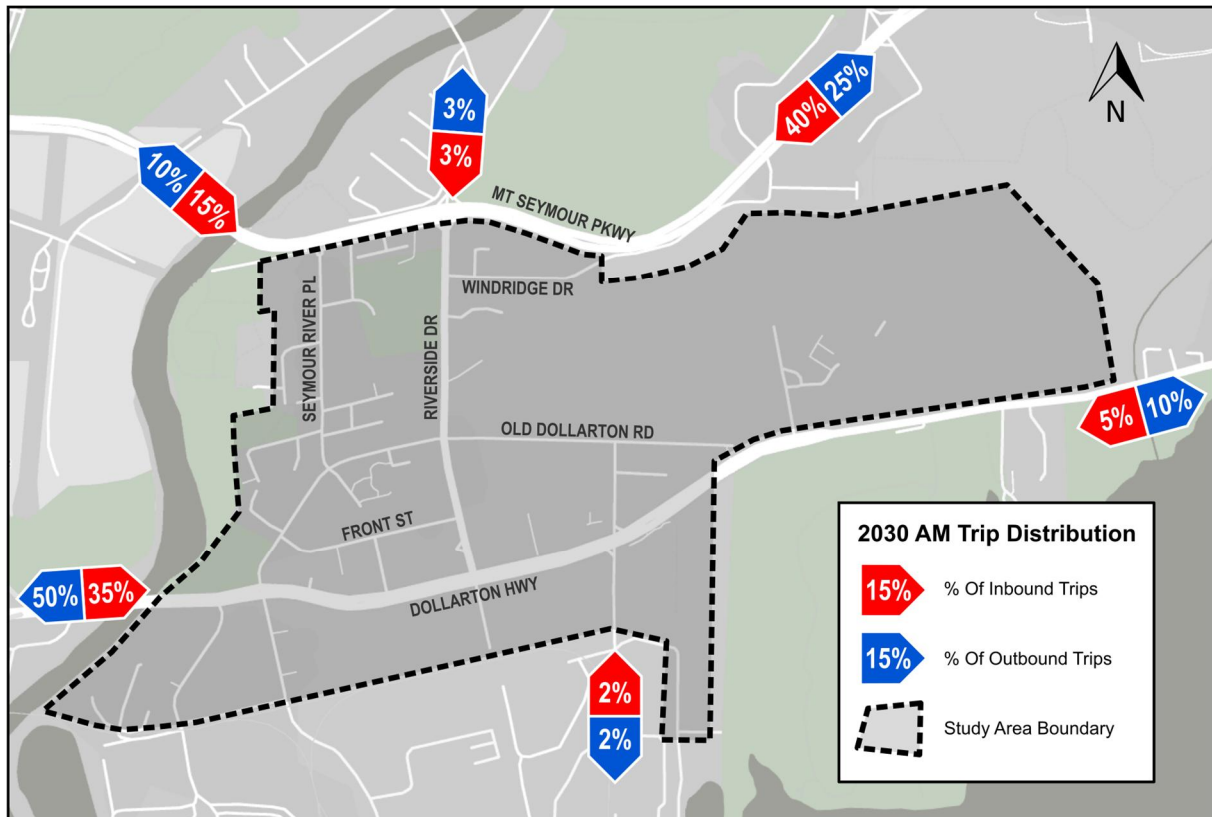 3%
3%
40%
25%
N
10%
15%
MT SEYMOUR PKWY
WINDRIDGE DR
SEYMOUR RIVER PL
RIVERSIDE DR
5%
10%
OLD DOLLARTON RD
FRONT ST
50%
35%
DOLLARTON HWY
2%
2%
2030 AM Trip Distribution
15%
% Of Inbound Trips
15%
% Of Outbound Trips
Study Area Boundary